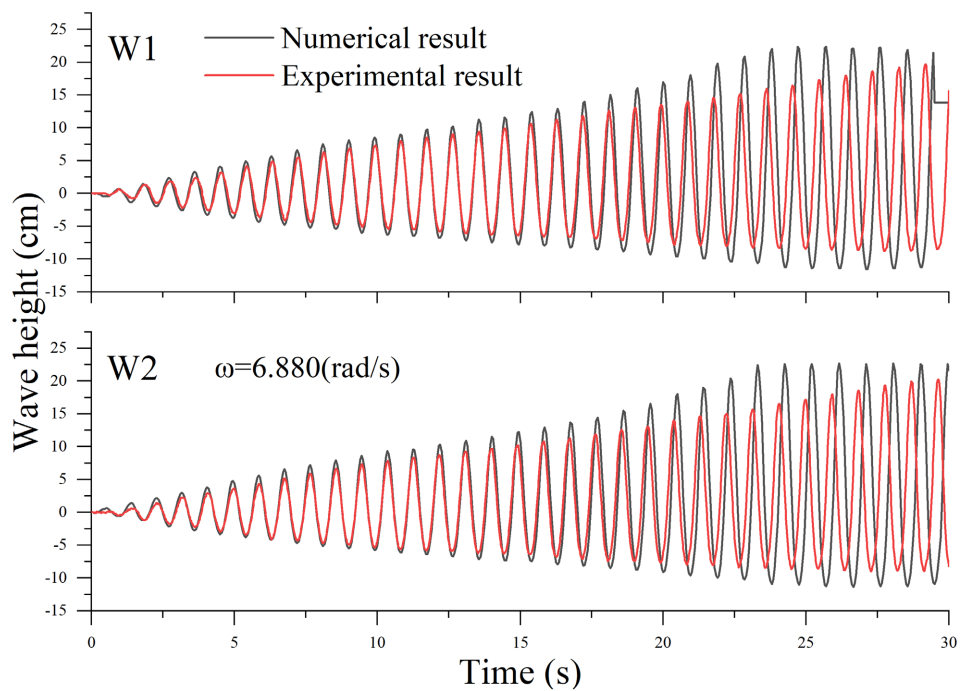 W1
Numerical result
Experimental result
25
20
15
10
5
0
-5
-10
-15
Wave height (cm)
W2
ω=6.880(rad/s)
25
20
15
10
5
0
-5
-10
-15
0 5 10 15 20 25 30
Time (s)